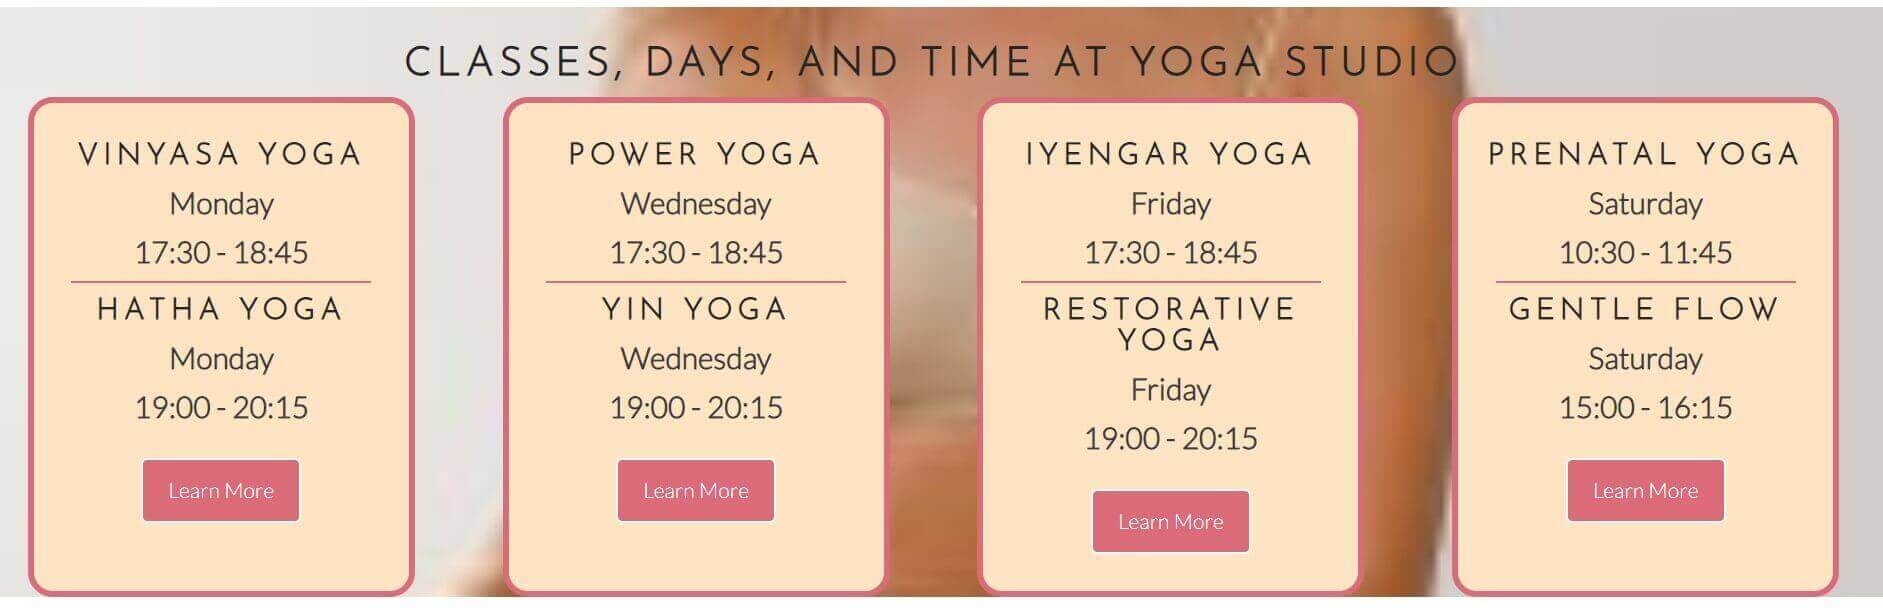 CLASSES, DAYS, AND TIME AT YOGA STUDIO
VINYASA YOGA
Monday
17:30 - 18:45
HATHA YOGA
Monday
19:00 - 20:15
Learn More
POWER YOGA
Wednesday
17:30 - 18:45
YIN YOGA
Wednesday
19:00 - 20:15
Learn More
IYENGAR YOGA
Friday
17:30 - 18:45
RESTORATIVE
YOGA
Friday
19:00 - 20:15
Learn More
PRENATAL YOGA
Saturday
10:30 - 11:45
GENTLE FLOW
Saturday
15:00 - 16:15
Learn More